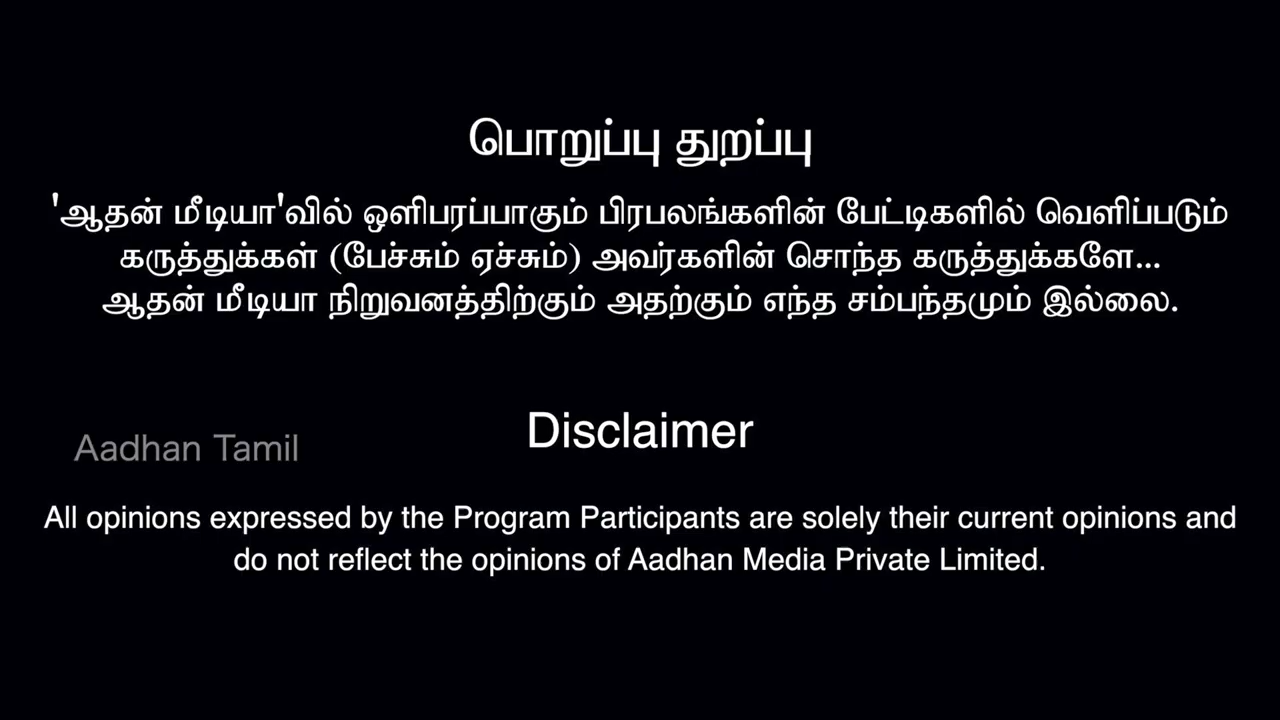 பொறுப்பு துறப்பு
'ஆதன் மீடியா'வில் ஒளிபரப்பாகும் பிரபலங்களின் பேட்டிகளில் வெளிப்படும்
கருத்துக்கள் (பேச்சும் ஏச்சும்) அவர்களின் சொந்த கருத்துக்களே...
ஆதன் மீடியா நிறுவனத்திற்கும் அதற்கும் எந்த சம்பந்தமும் இல்லை.
Disclaimer
Aadhan Tamil
All opinions expressed by the Program Participants are solely their current opinions and
do not reflect the opinions of Aadhan Media Private Limited.